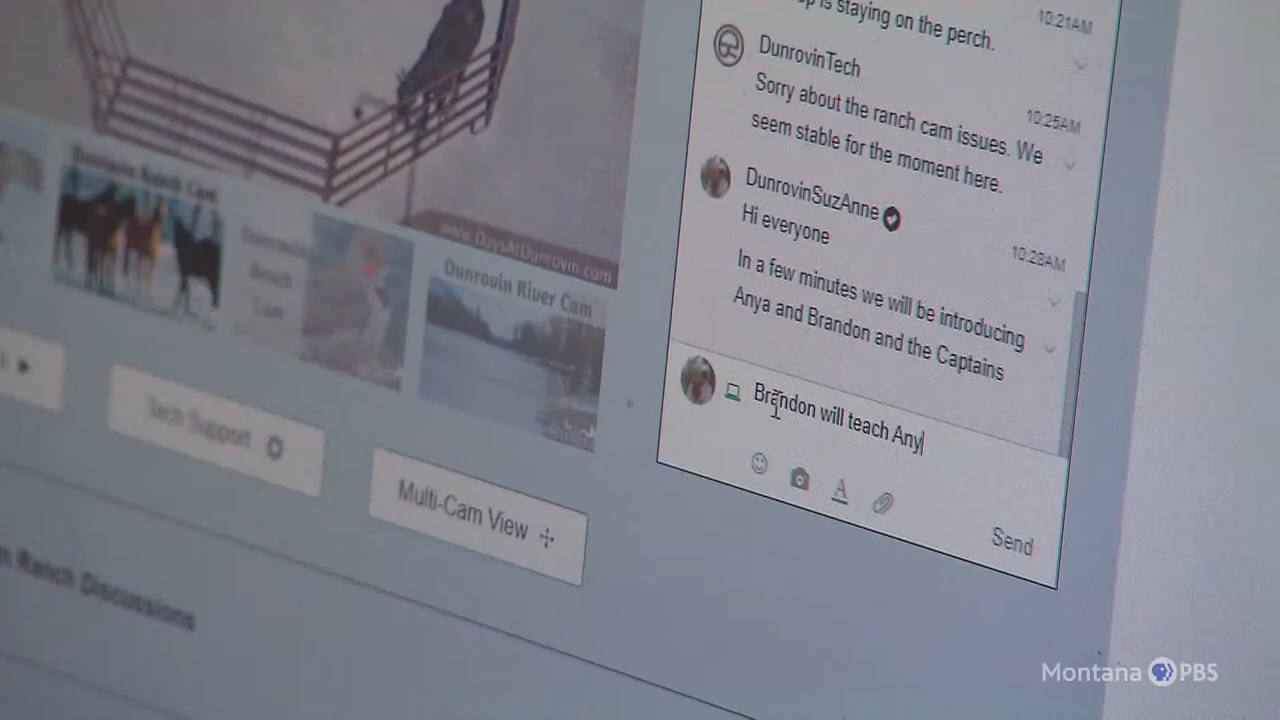 is staying on the perch.
10:21AM
DunrovinTech
Sorry about the ranch cam issues. We
seem stable for the moment here.
10:25AM
DunrovinSuzAnne
Hi everyone
10:28AM
In a few minutes we will be introducing
Anya and Brandon and the Captains
Brandon will teach Any
Send
www.DaysAtDunrovin.com
Dunrovin Ranch Cam
Dunrovin
Bench
Cam
Dunrovin River Cam
Tech Support
Multi-Cam View
Ranch Discussions
Montana PBS